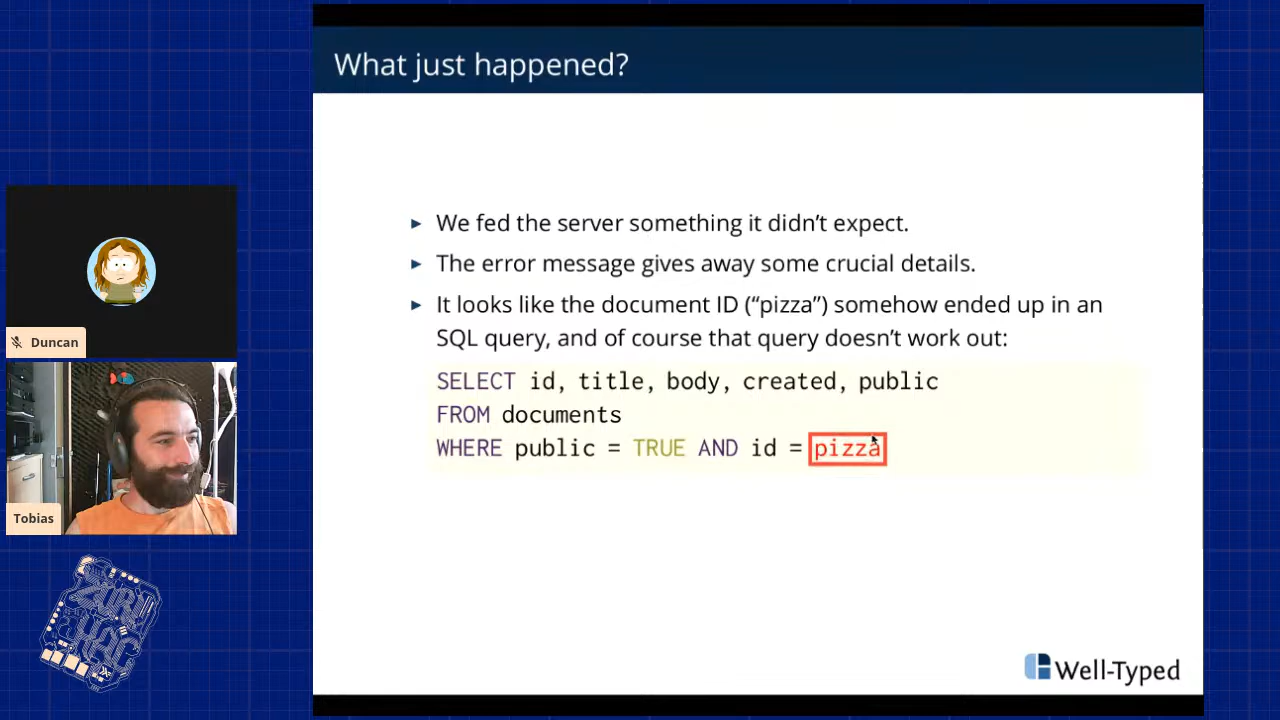 What just happened?
▶ We fed the server something it didn’t expect.
▶ The error message gives away some crucial details.
▶ It looks like the document ID (“pizza”) somehow ended up in an
SQL query, and of course that query doesn’t work out:
SELECT id, title, body, created, public
FROM documents
WHERE public = TRUE AND id = pizza
Duncan
Tobias
ZURI
HAC
Well-Typed